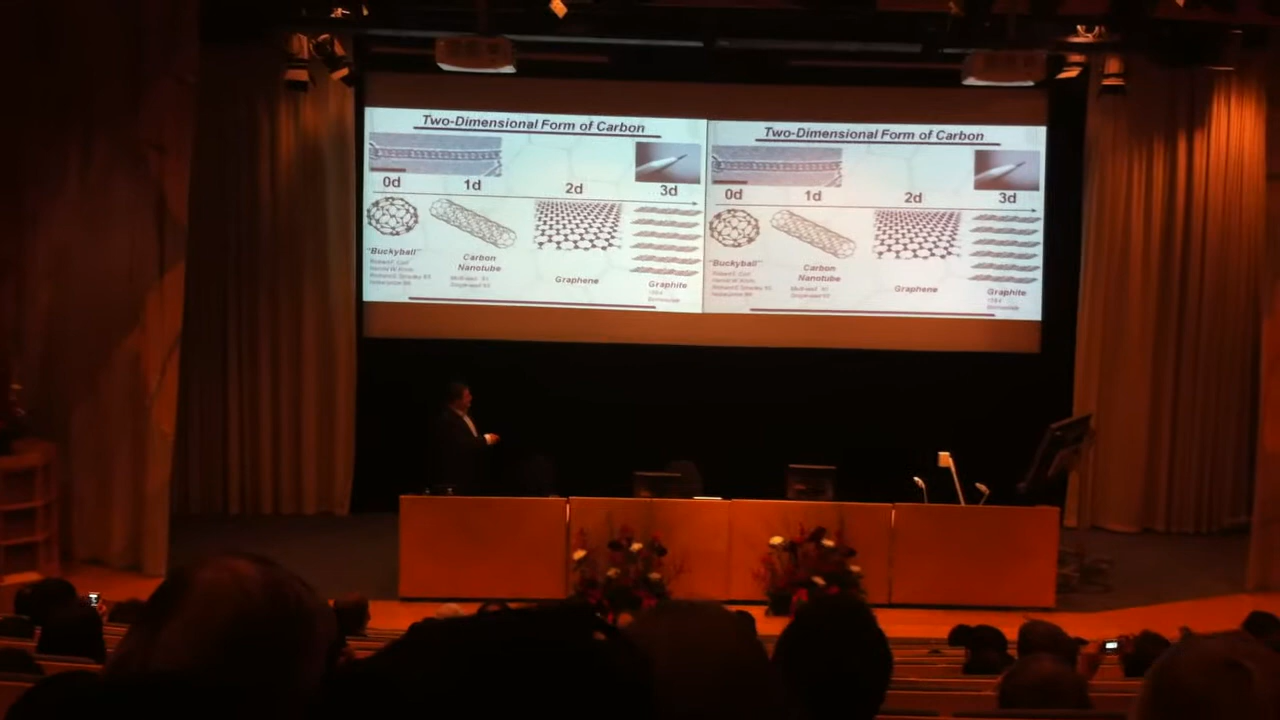 Two-Dimensional Form of Carbon
0d 1d 2d 3d
"Buckyball"
Carbon
Nanotube
Graphene
Graphite
Two-Dimensional Form of Carbon
0d 1d 2d 3d
"Buckyball"
Carbon
Nanotube
Graphene
Graphite